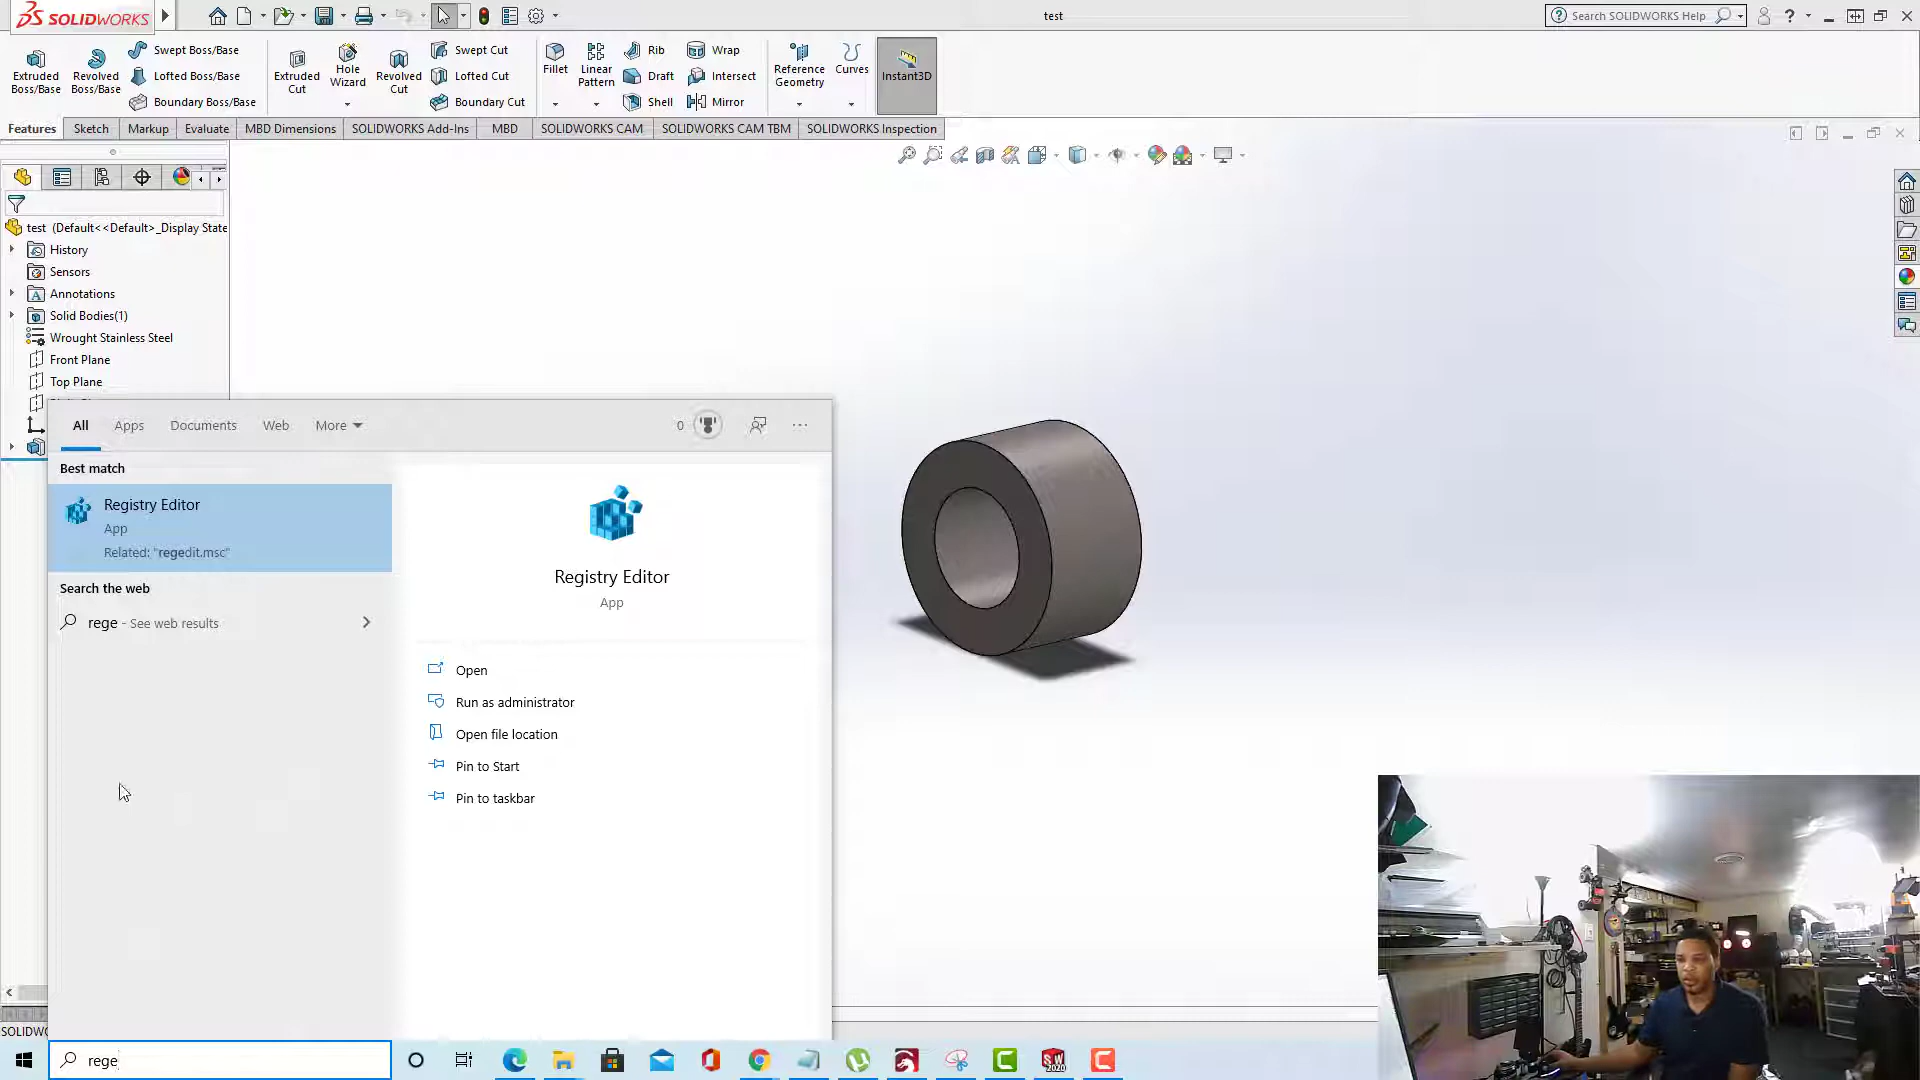 SOLIDWORKS
test
Search SOLIDWORKS Help
Extruded Boss/Base
Revolved Boss/Base
Swept Boss/Base
Lofted Boss/Base
Boundary Boss/Base
Extruded Cut
Hole Wizard
Revolved Cut
Swept Cut
Lofted Cut
Boundary Cut
Fillet
Linear Pattern
Rib
Draft
Shell
Wrap
Intersect
Mirror
Reference Geometry
Curves
Instant3D
Features
Sketch
Markup
Evaluate
MBD Dimensions
SOLIDWORKS Add-Ins
MBD
SOLIDWORKS CAM
SOLIDWORKS CAM TBM
SOLIDWORKS Inspection
test (Default<<Default>_Display State
History
Sensors
Annotations
Solid Bodies(1)
Wrought Stainless Steel
Front Plane
Top Plane
All
Apps
Documents
Web
More
0
Best match
Registry Editor
App
Related: "regedit.msc"
Search the web
rege - See web results
Registry Editor
App
Open
Run as administrator
Open file location
Pin to Start
Pin to taskbar
SOLIDW
rege
SW
2020